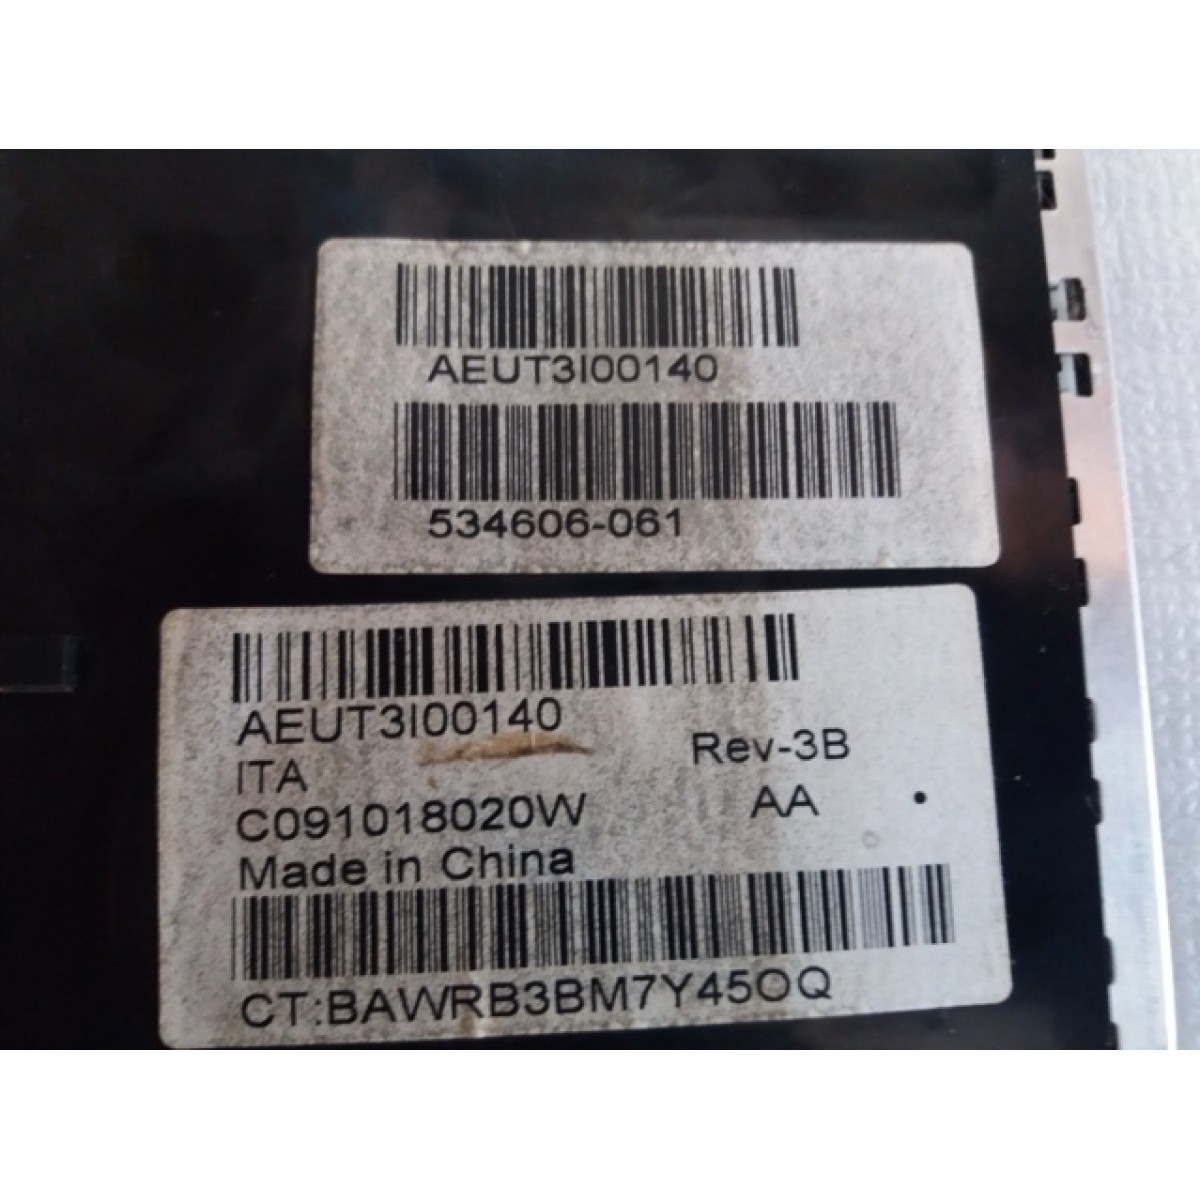 AEUT3I00140
534606-061
AEUT3I00140
ITA
Rev-3B
C091018020W
AA
Made in China
CT:BAWRB3BM7Y45OQ